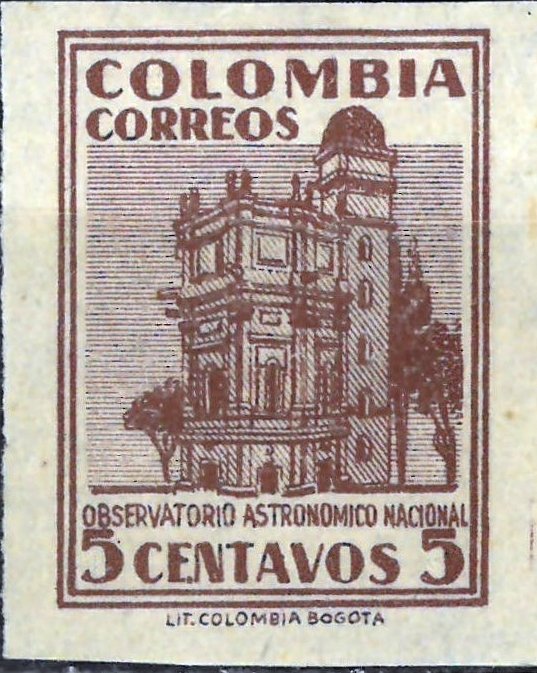 COLOMBIA
CORREOS
OBSERVATORIO ASTRONOMICO NACIONAL
5 CENTAVOS 5
LIT. COLOMBIA BOGOTA